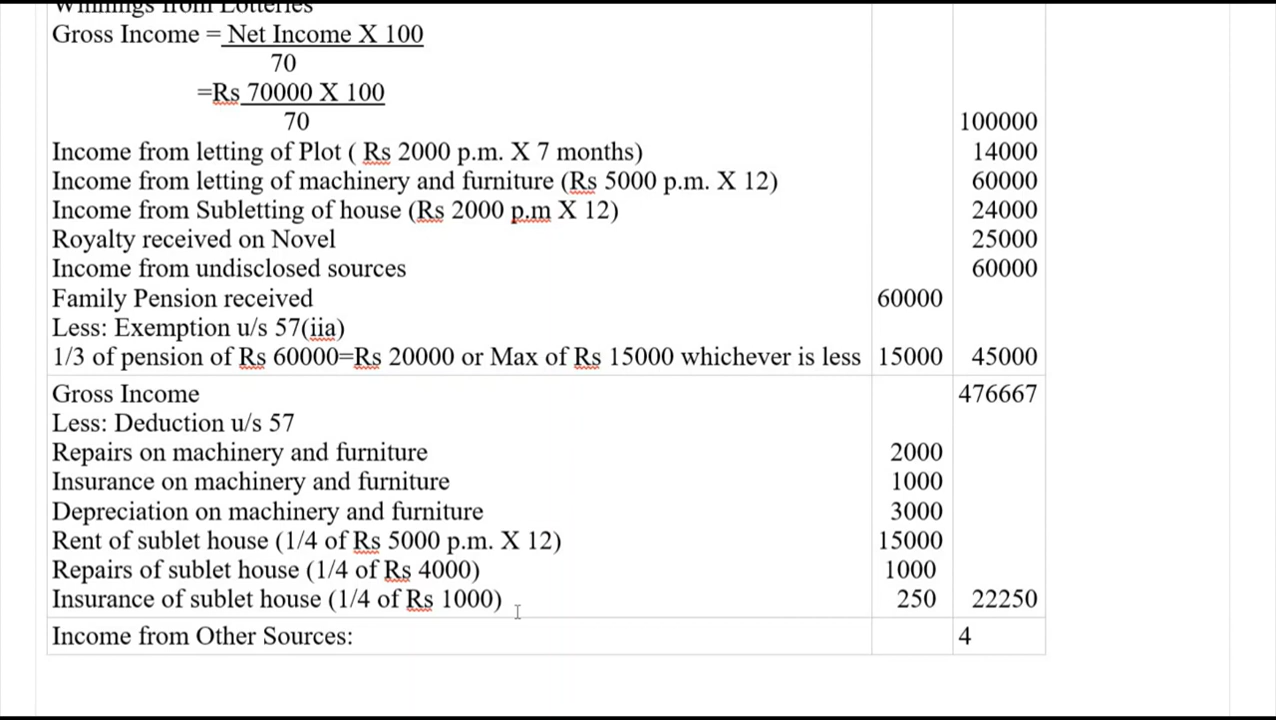 Winnings from Lotteries
Gross Income = Net Income X 100
70
=Rs 70000 X 100
70 100000
Income from letting of Plot ( Rs 2000 p.m. X 7 months) 14000
Income from letting of machinery and furniture (Rs 5000 p.m. X 12) 60000
Income from Subletting of house (Rs 2000 p.m X 12) 24000
Royalty received on Novel 25000
Income from undisclosed sources 60000
Family Pension received 60000
Less: Exemption u/s 57(iia)
1/3 of pension of Rs 60000=Rs 20000 or Max of Rs 15000 whichever is less 15000 45000
Gross Income 476667
Less: Deduction u/s 57
Repairs on machinery and furniture 2000
Insurance on machinery and furniture 1000
Depreciation on machinery and furniture 3000
Rent of sublet house (1/4 of Rs 5000 p.m. X 12) 15000
Repairs of sublet house (1/4 of Rs 4000) 1000
Insurance of sublet house (1/4 of Rs 1000) 250 22250
Income from Other Sources: 4